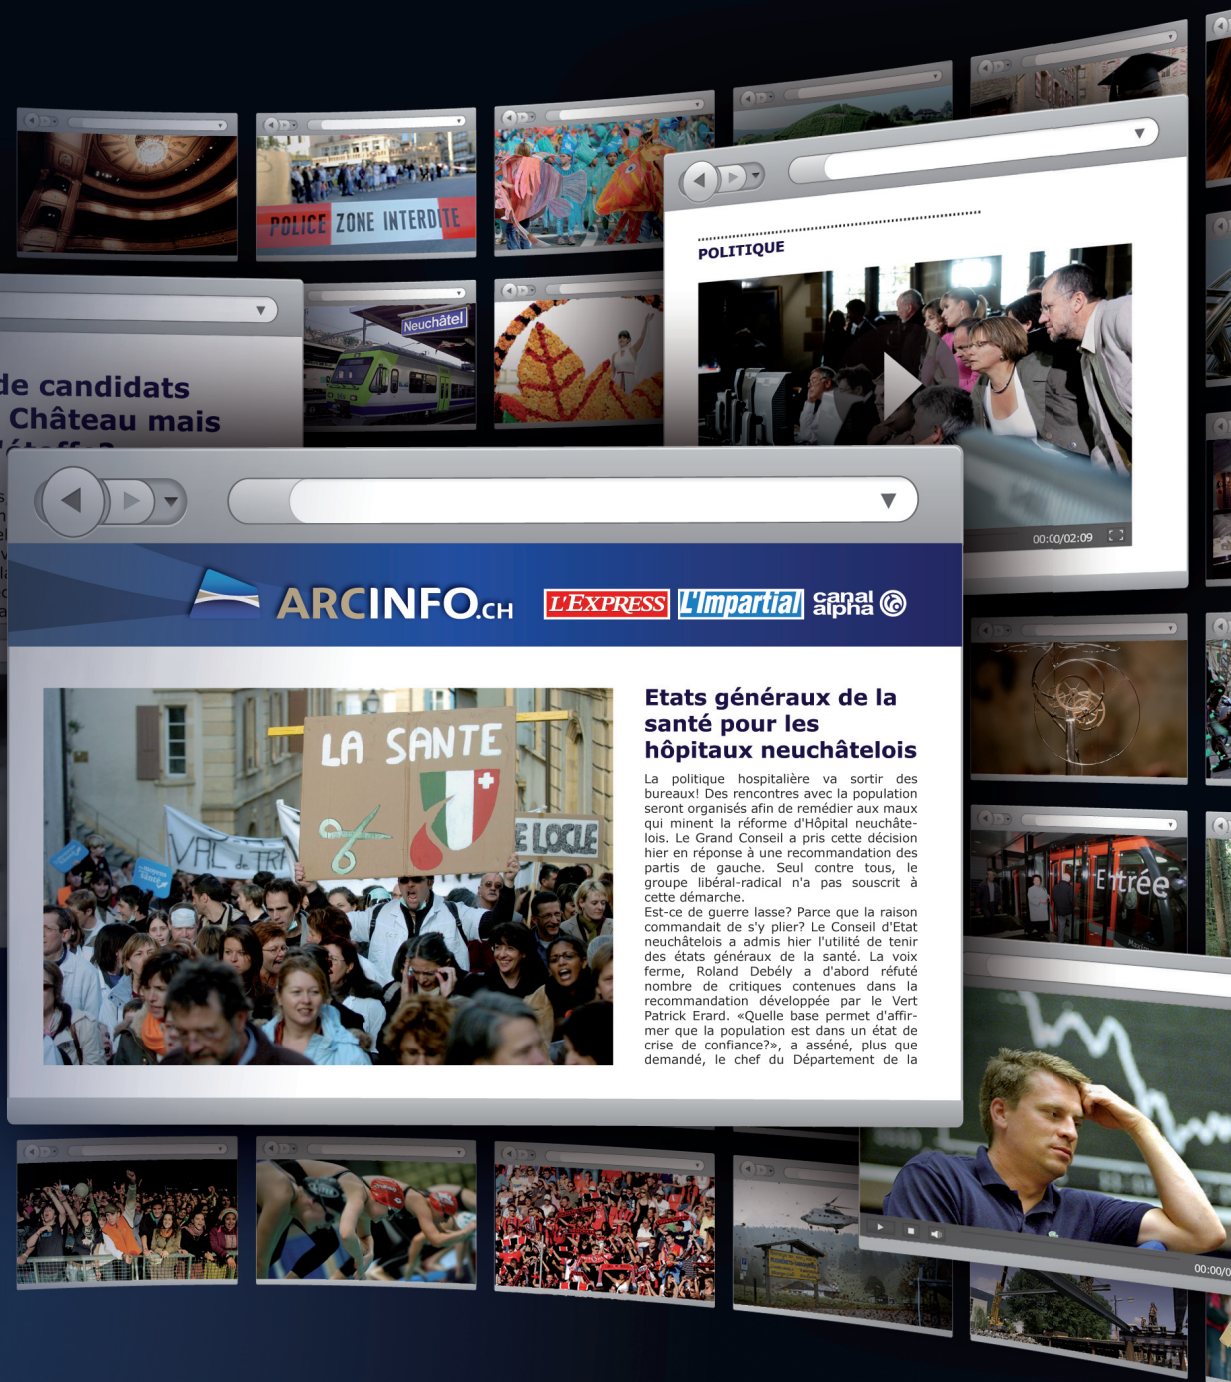 POLICE ZONE INTERDITE
POLITIQUE
Neuchâtel
de candidats
Château mais
00:00/02:09
ARCINFO.CH
L'EXPRESS
L'Impartial
canal
alpha
LA SANTE
VAL DE TRA
E LOCLE
santé
Etats généraux de la
santé pour les
hôpitaux neuchâtelois
La politique hospitalière va sortir des
bureaux! Des rencontres avec la population
seront organisés afin de remédier aux maux
qui minent la réforme d'Hôpital neuchâte-
lois. Le Grand Conseil a pris cette décision
hier en réponse à une recommandation des
partis de gauche. Seul contre tous, le
groupe libéral-radical n'a pas souscrit à
cette démarche.
Est-ce de guerre lasse? Parce que la raison
commandait de s'y plier? Le Conseil d'Etat
neuchâtelois a admis hier l'utilité de tenir
des états généraux de la santé. La voix
ferme, Roland Debély a d'abord réfuté
nombre de critiques contenues dans la
recommandation développée par le Vert
Patrick Erard. «Quelle base permet d'affir-
mer que la population est dans un état de
crise de confiance?», a asséné, plus que
demandé, le chef du Département de la
Entrée
00:00/0